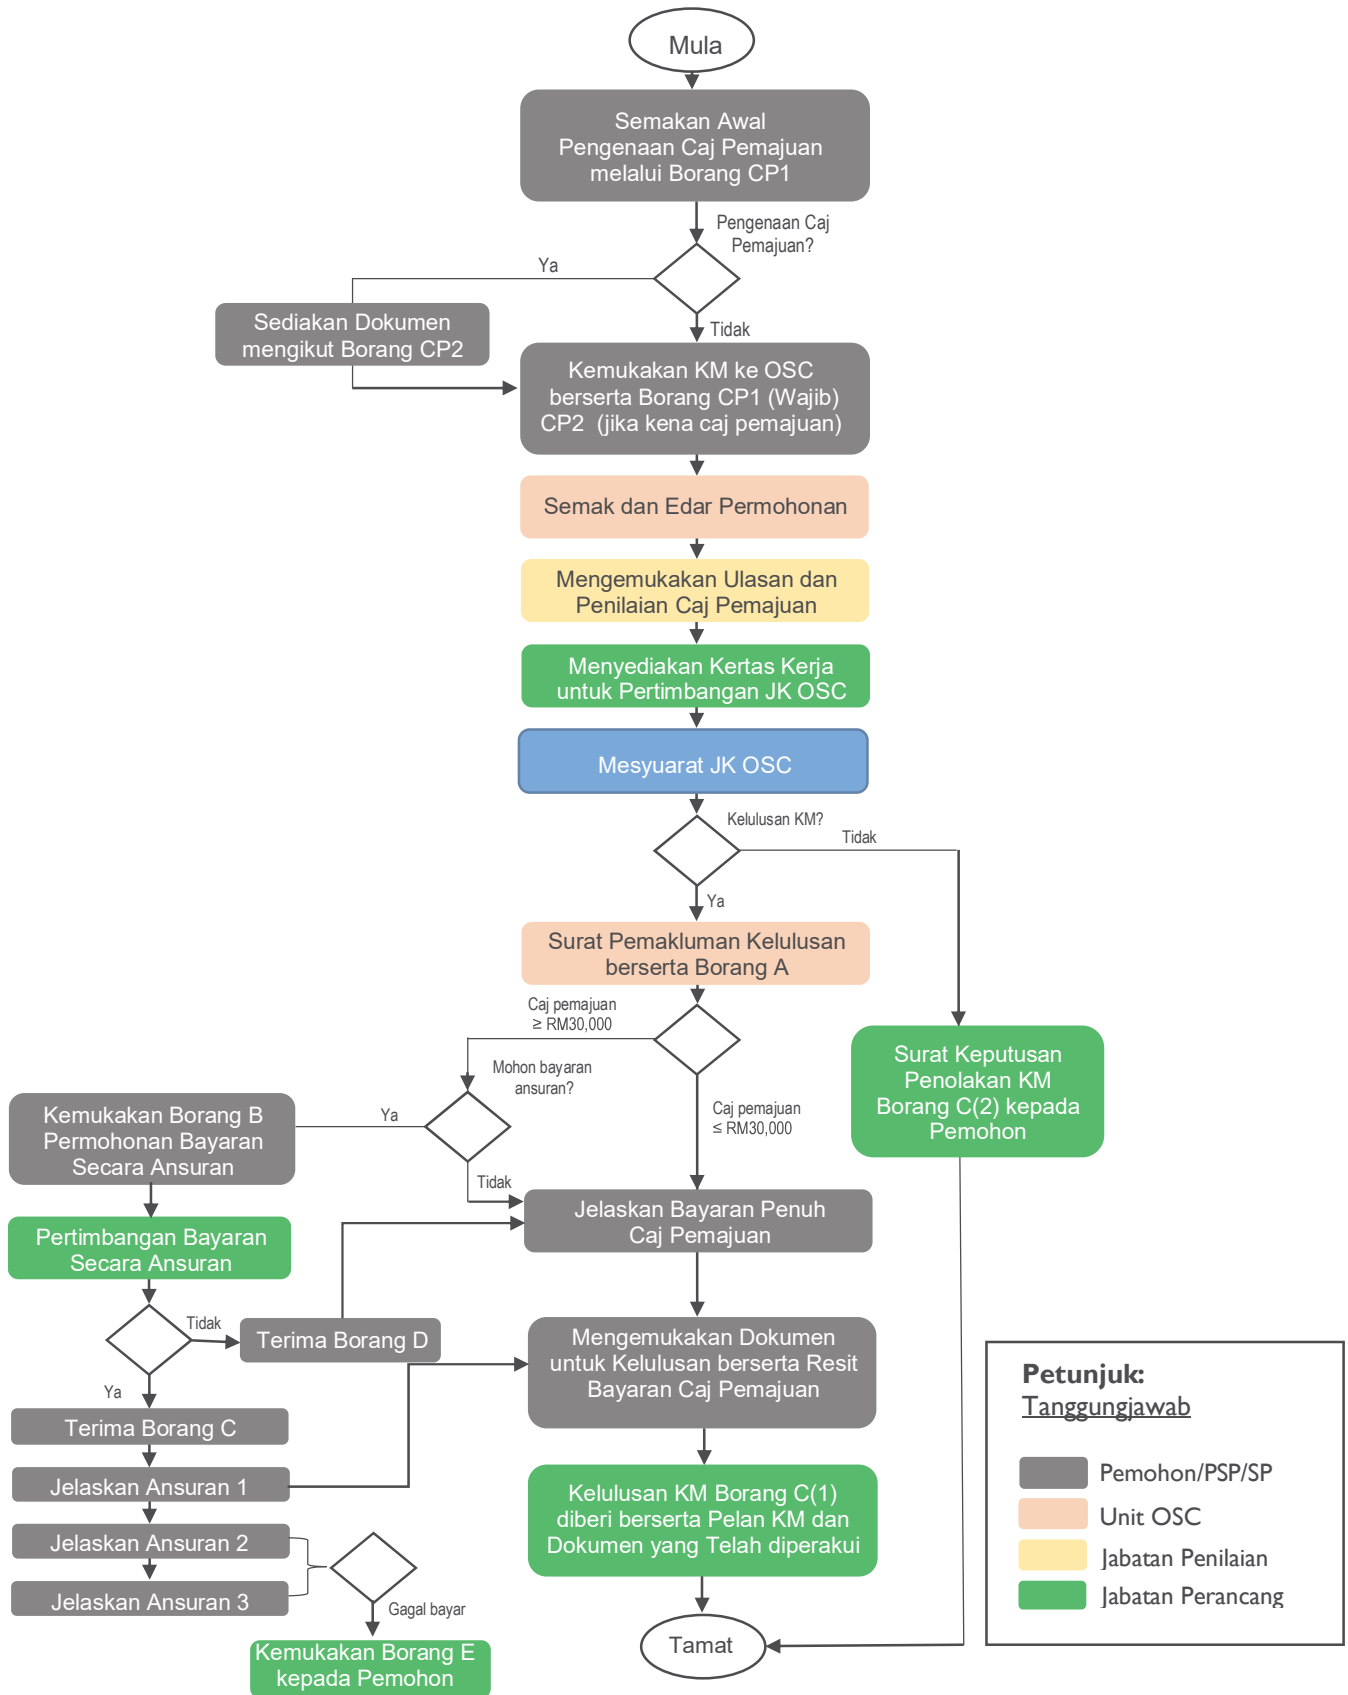 Mula
Semakan Awal
Pengenaan Caj Pemajuan
melalui Borang CP1
Pengenaan Caj
Pemajuan?
Ya
Tidak
Sediakan Dokumen
mengikut Borang CP2
Kemukakan KM ke OSC
berserta Borang CP1 (Wajib)
CP2 (jika kena caj pemajuan)
Semak dan Edar Permohonan
Mengemukakan Ulasan dan
Penilaian Caj Pemajuan
Menyediakan Kertas Kerja
untuk Pertimbangan JK OSC
Mesyuarat JK OSC
Kelulusan KM?
Tidak
Ya
Surat Pemakluman Kelulusan
berserta Borang A
Caj pemajuan
≥ RM30,000
Mohon bayaran
ansuran?
Ya
Tidak
Caj pemajuan
≤ RM30,000
Surat Keputusan
Penolakan KM
Borang C(2) kepada
Pemohon
Kemukakan Borang B
Permohonan Bayaran
Secara Ansuran
Pertimbangan Bayaran
Secara Ansuran
Jelaskan Bayaran Penuh
Caj Pemajuan
Tidak
Terima Borang D
Ya
Terima Borang C
Jelaskan Ansuran 1
Jelaskan Ansuran 2
Jelaskan Ansuran 3
Gagal bayar
Kemukakan Borang E
kepada Pemohon
Mengemukakan Dokumen
untuk Kelulusan berserta Resit
Bayaran Caj Pemajuan
Kelulusan KM Borang C(1)
diberi berserta Pelan KM dan
Dokumen yang Telah diperakui
Tamat
Petunjuk:
Tanggungjawab
Pemohon/PSP/SP
Unit OSC
Jabatan Penilaian
Jabatan Perancang